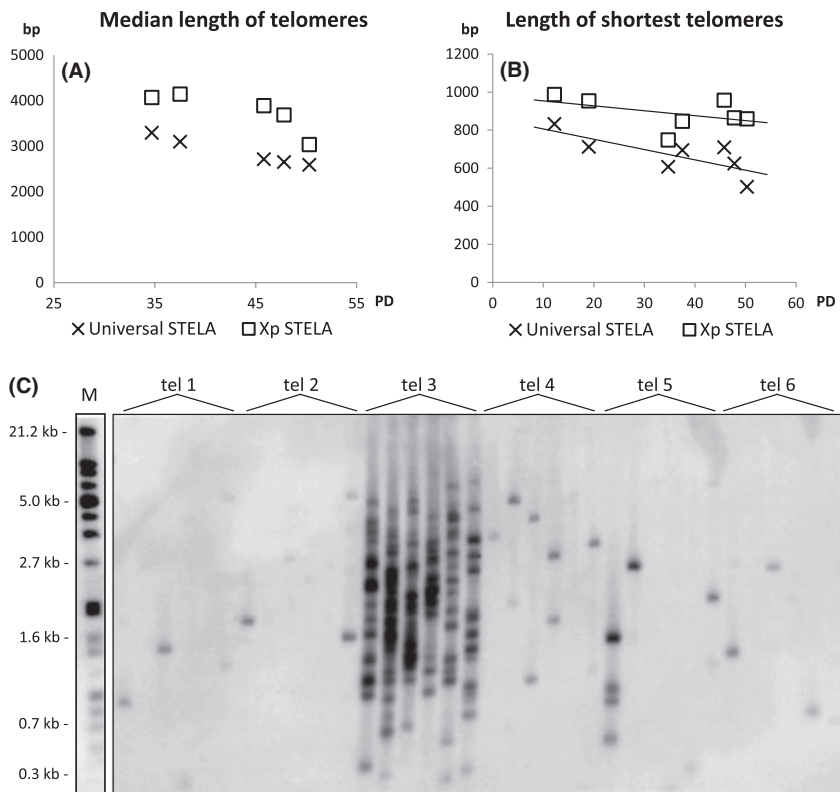 Median length of telomeres
bp
(A)
5000
4000
3000
2000
1000
0
25 35 45 55 PD
Universal STELA Xp STELA
Length of shortest telomeres
bp
(B)
1200
1000
800
600
400
200
0
0 10 20 30 40 50 60 PD
Universal STELA Xp STELA
(C)
M tel 1 tel 2 tel 3 tel 4 tel 5 tel 6
21.2 kb -
5.0 kb -
2.7 kb -
1.6 kb -
0.7 kb -
0.3 kb -